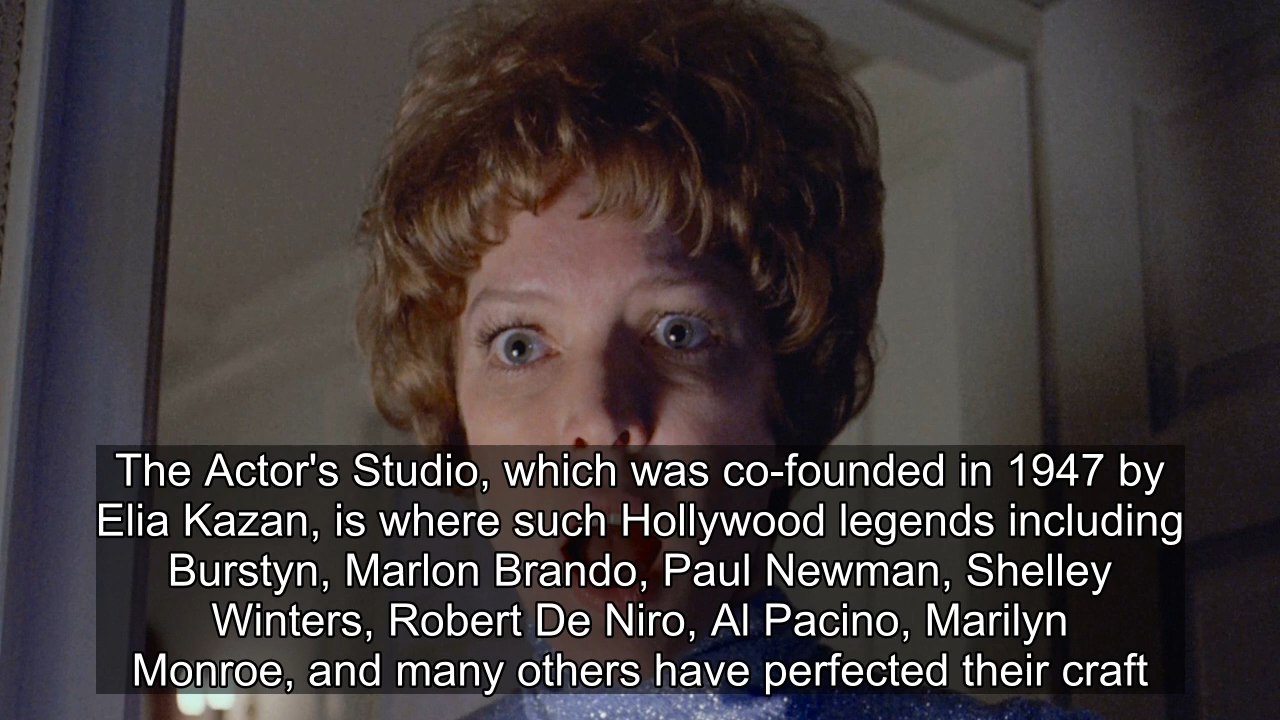 The Actor's Studio, which was co-founded in 1947 by
Elia Kazan, is where such Hollywood legends including
Burstyn, Marlon Brando, Paul Newman, Shelley
Winters, Robert De Niro, Al Pacino, Marilyn
Monroe, and many others have perfected their craft